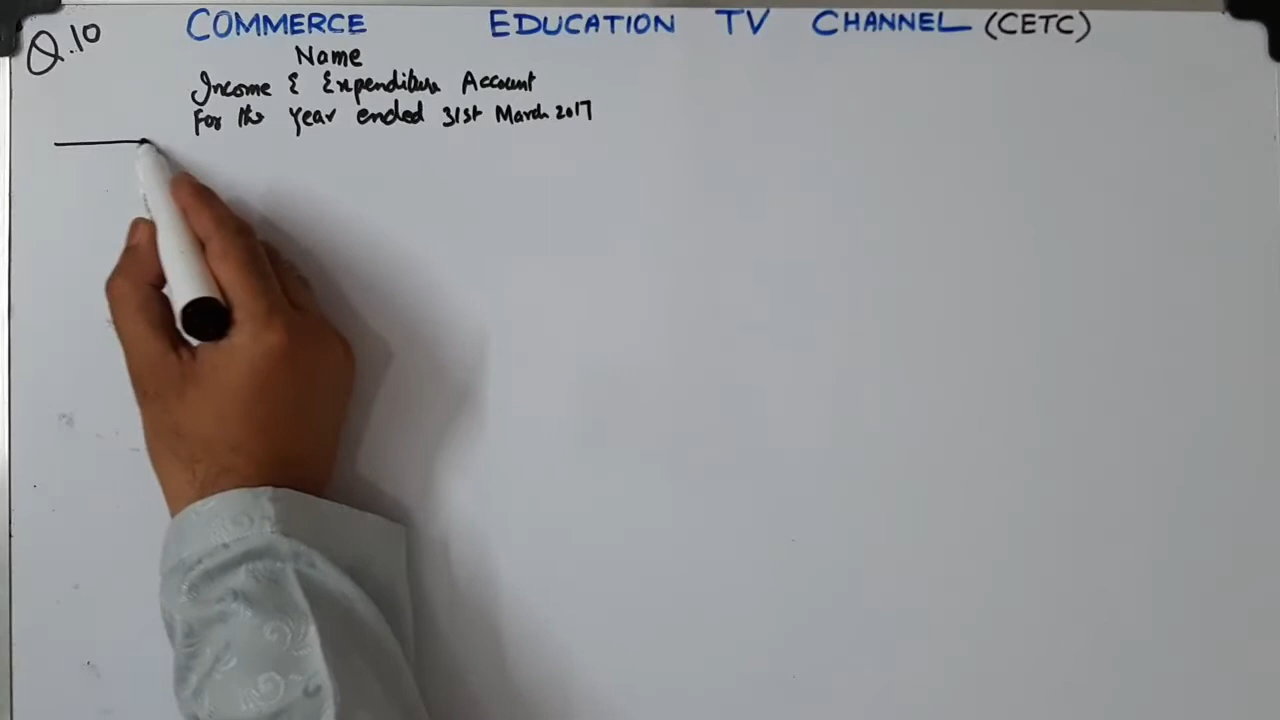 COMMERCE EDUCATION TV CHANNEL (CETC)
Q.10
Name
Income & Expenditure Account
For the Year ended 31st March 2017